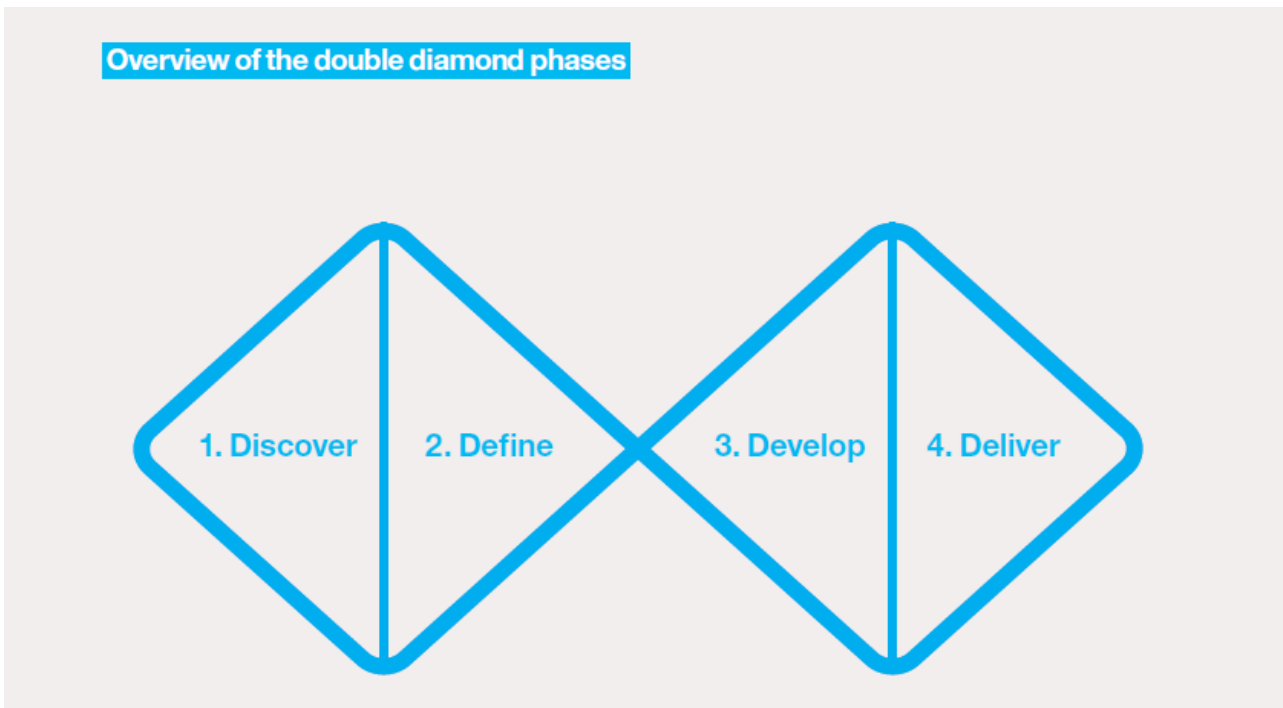 Overview of the double diamond phases
1. Discover
2. Define
3. Develop
4. Deliver